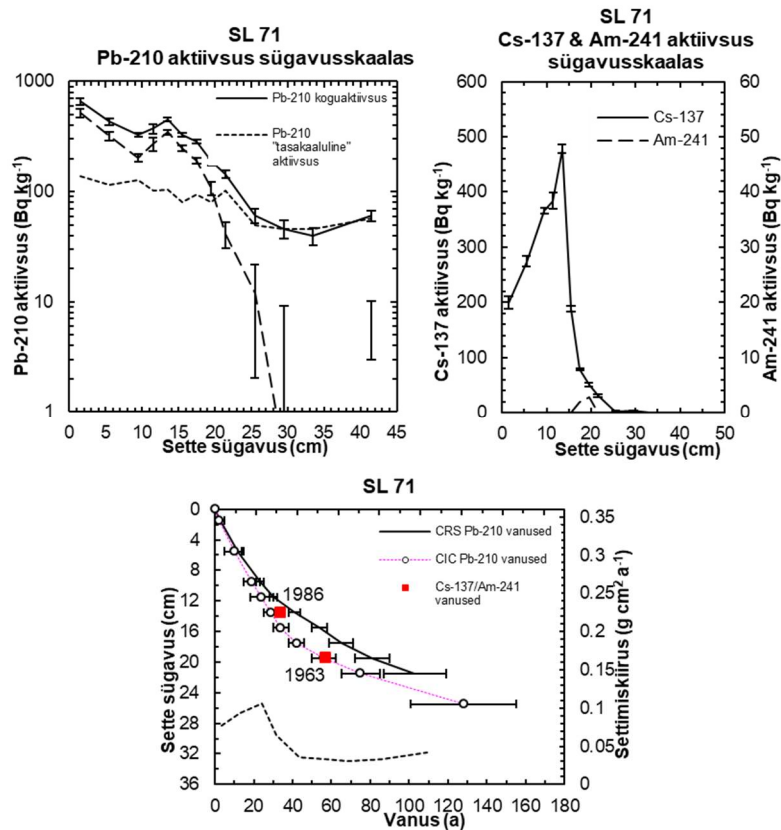 SL 71
Pb-210 aktiivsus sügavusskaalas
Pb-210 aktiivsus (Bq kg-1)
1000
100
10
1
Pb-210 koguaktiivsus
Pb-210
"tasakaaluline"
aktiivsus
0 5 10 15 20 25 30 35 40 45
Sette sügavus (cm)
SL 71
Cs-137 & Am-241 aktiivsus
sügavusskaalas
Cs-137 aktiivsus (Bq kg-1)
600
500
400
300
200
100
0
Cs-137
Am-241
60
50
40
30
20
10
0
Am-241 aktiivsus (Bq kg-1)
0 10 20 30 40 50
Sette sügavus (cm)
SL 71
Sette sügavus (cm)
0
4
8
12
16
20
24
28
32
36
CRS Pb-210 vanused
CIC Pb-210 vanused
Cs-137/Am-241
vanused
1986
1963
0.35
0.3
0.25
0.2
0.15
0.1
0.05
0
Settimiskiirus (g cm2 a-1)
0 20 40 60 80 100 120 140 160 180
Vanus (a)